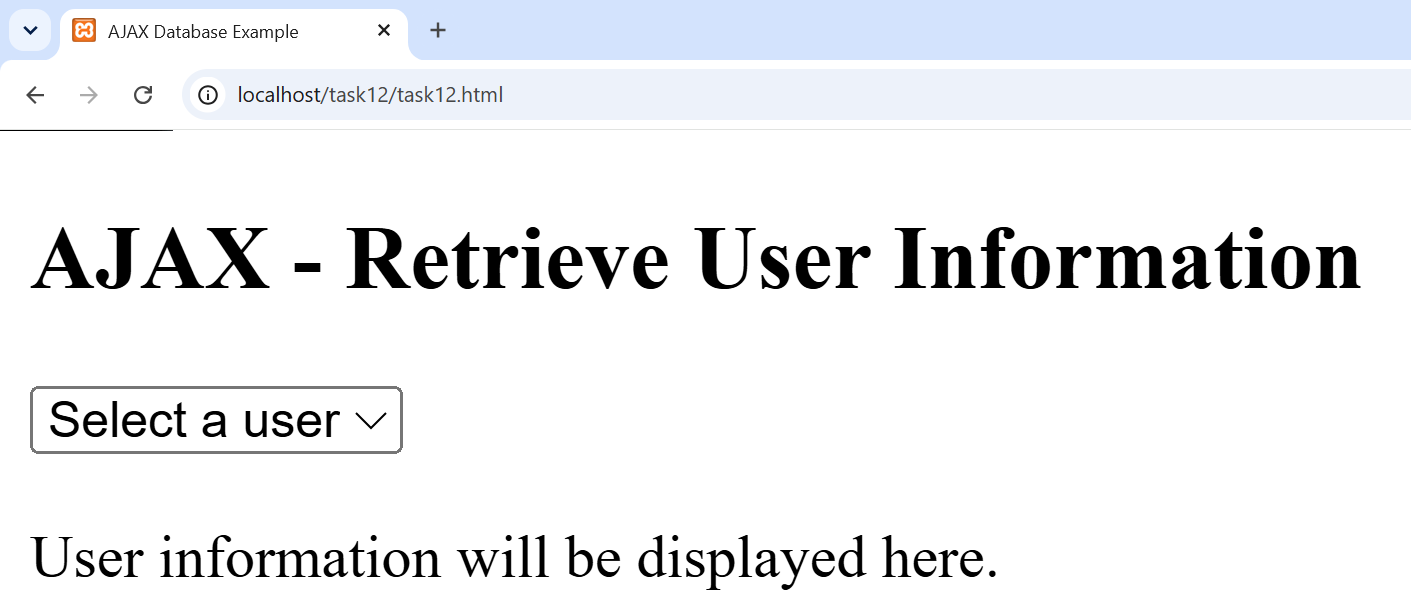 AJAX Database Example
localhost/task12/task12.html
AJAX - Retrieve User Information
Select a user
User information will be displayed here.